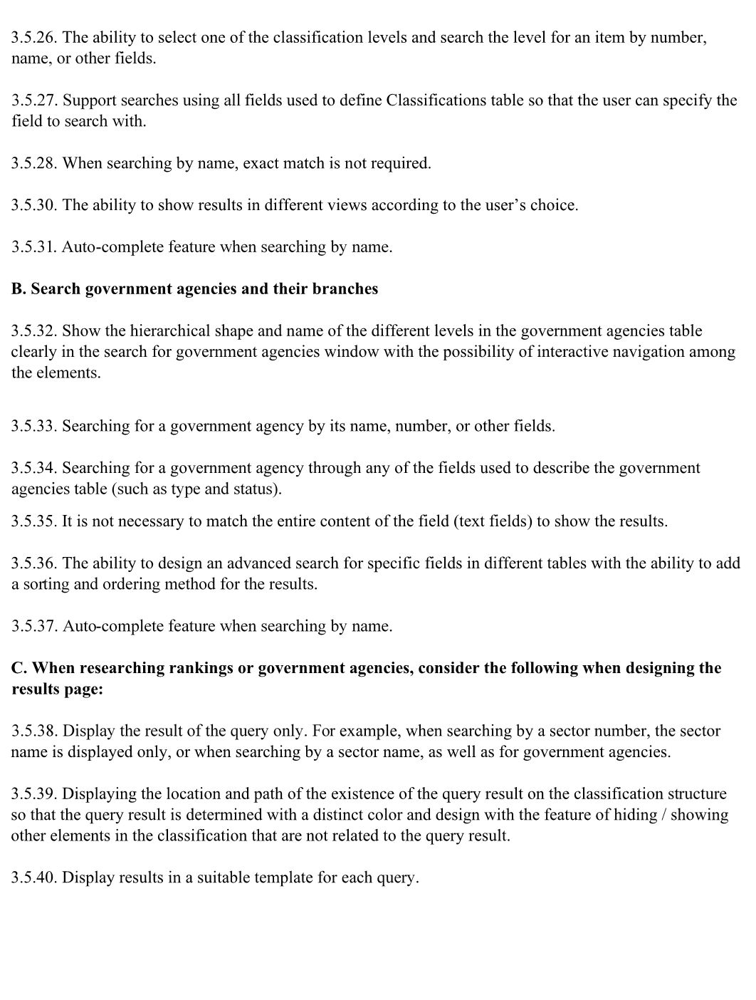 3.5.26. The ability to select one of the classification levels and search the level for an item by number,
name, or other fields.
3.5.27. Support searches using all fields used to define Classifications table so that the user can specify the
field to search with.
3.5.28. When searching by name, exact match is not required.
3.5.30. The ability to show results in different views according to the user’s choice.
3.5.31. Auto-complete feature when searching by name.
B. Search government agencies and their branches
3.5.32. Show the hierarchical shape and name of the different levels in the government agencies table
clearly in the search for government agencies window with the possibility of interactive navigation among
the elements.
3.5.33. Searching for a government agency by its name, number, or other fields.
3.5.34. Searching for a government agency through any of the fields used to describe the government
agencies table (such as type and status).
3.5.35. It is not necessary to match the entire content of the field (text fields) to show the results.
3.5.36. The ability to design an advanced search for specific fields in different tables with the ability to add
a sorting and ordering method for the results.
3.5.37. Auto-complete feature when searching by name.
C. When researching rankings or government agencies, consider the following when designing the
results page:
3.5.38. Display the result of the query only. For example, when searching by a sector number, the sector
name is displayed only, or when searching by a sector name, as well as for government agencies.
3.5.39. Displaying the location and path of the existence of the query result on the classification structure
so that the query result is determined with a distinct color and design with the feature of hiding / showing
other elements in the classification that are not related to the query result.
3.5.40. Display results in a suitable template for each query.